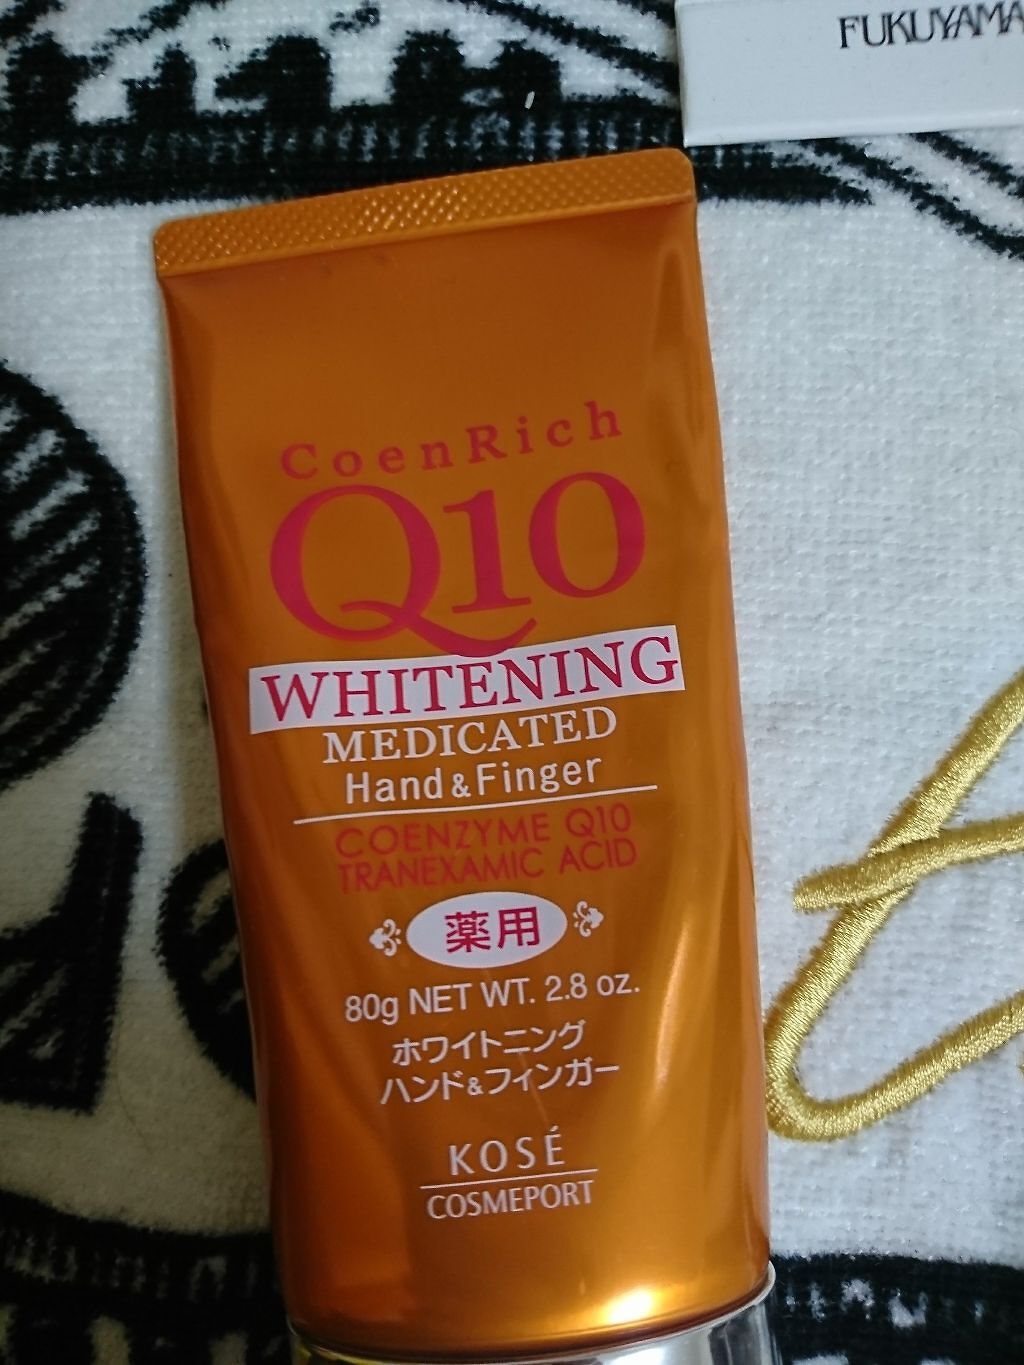 FUKUYAMA
CoenRich
Q10
WHITENING
MEDICATED
Hand&Finger
COENZYME Q10
TRANEXAMIC ACID
薬用
80g NET WT. 2.8 oz.
ホワイトニング
ハンド&フィンガー
KOSÉ
COSMEPORT